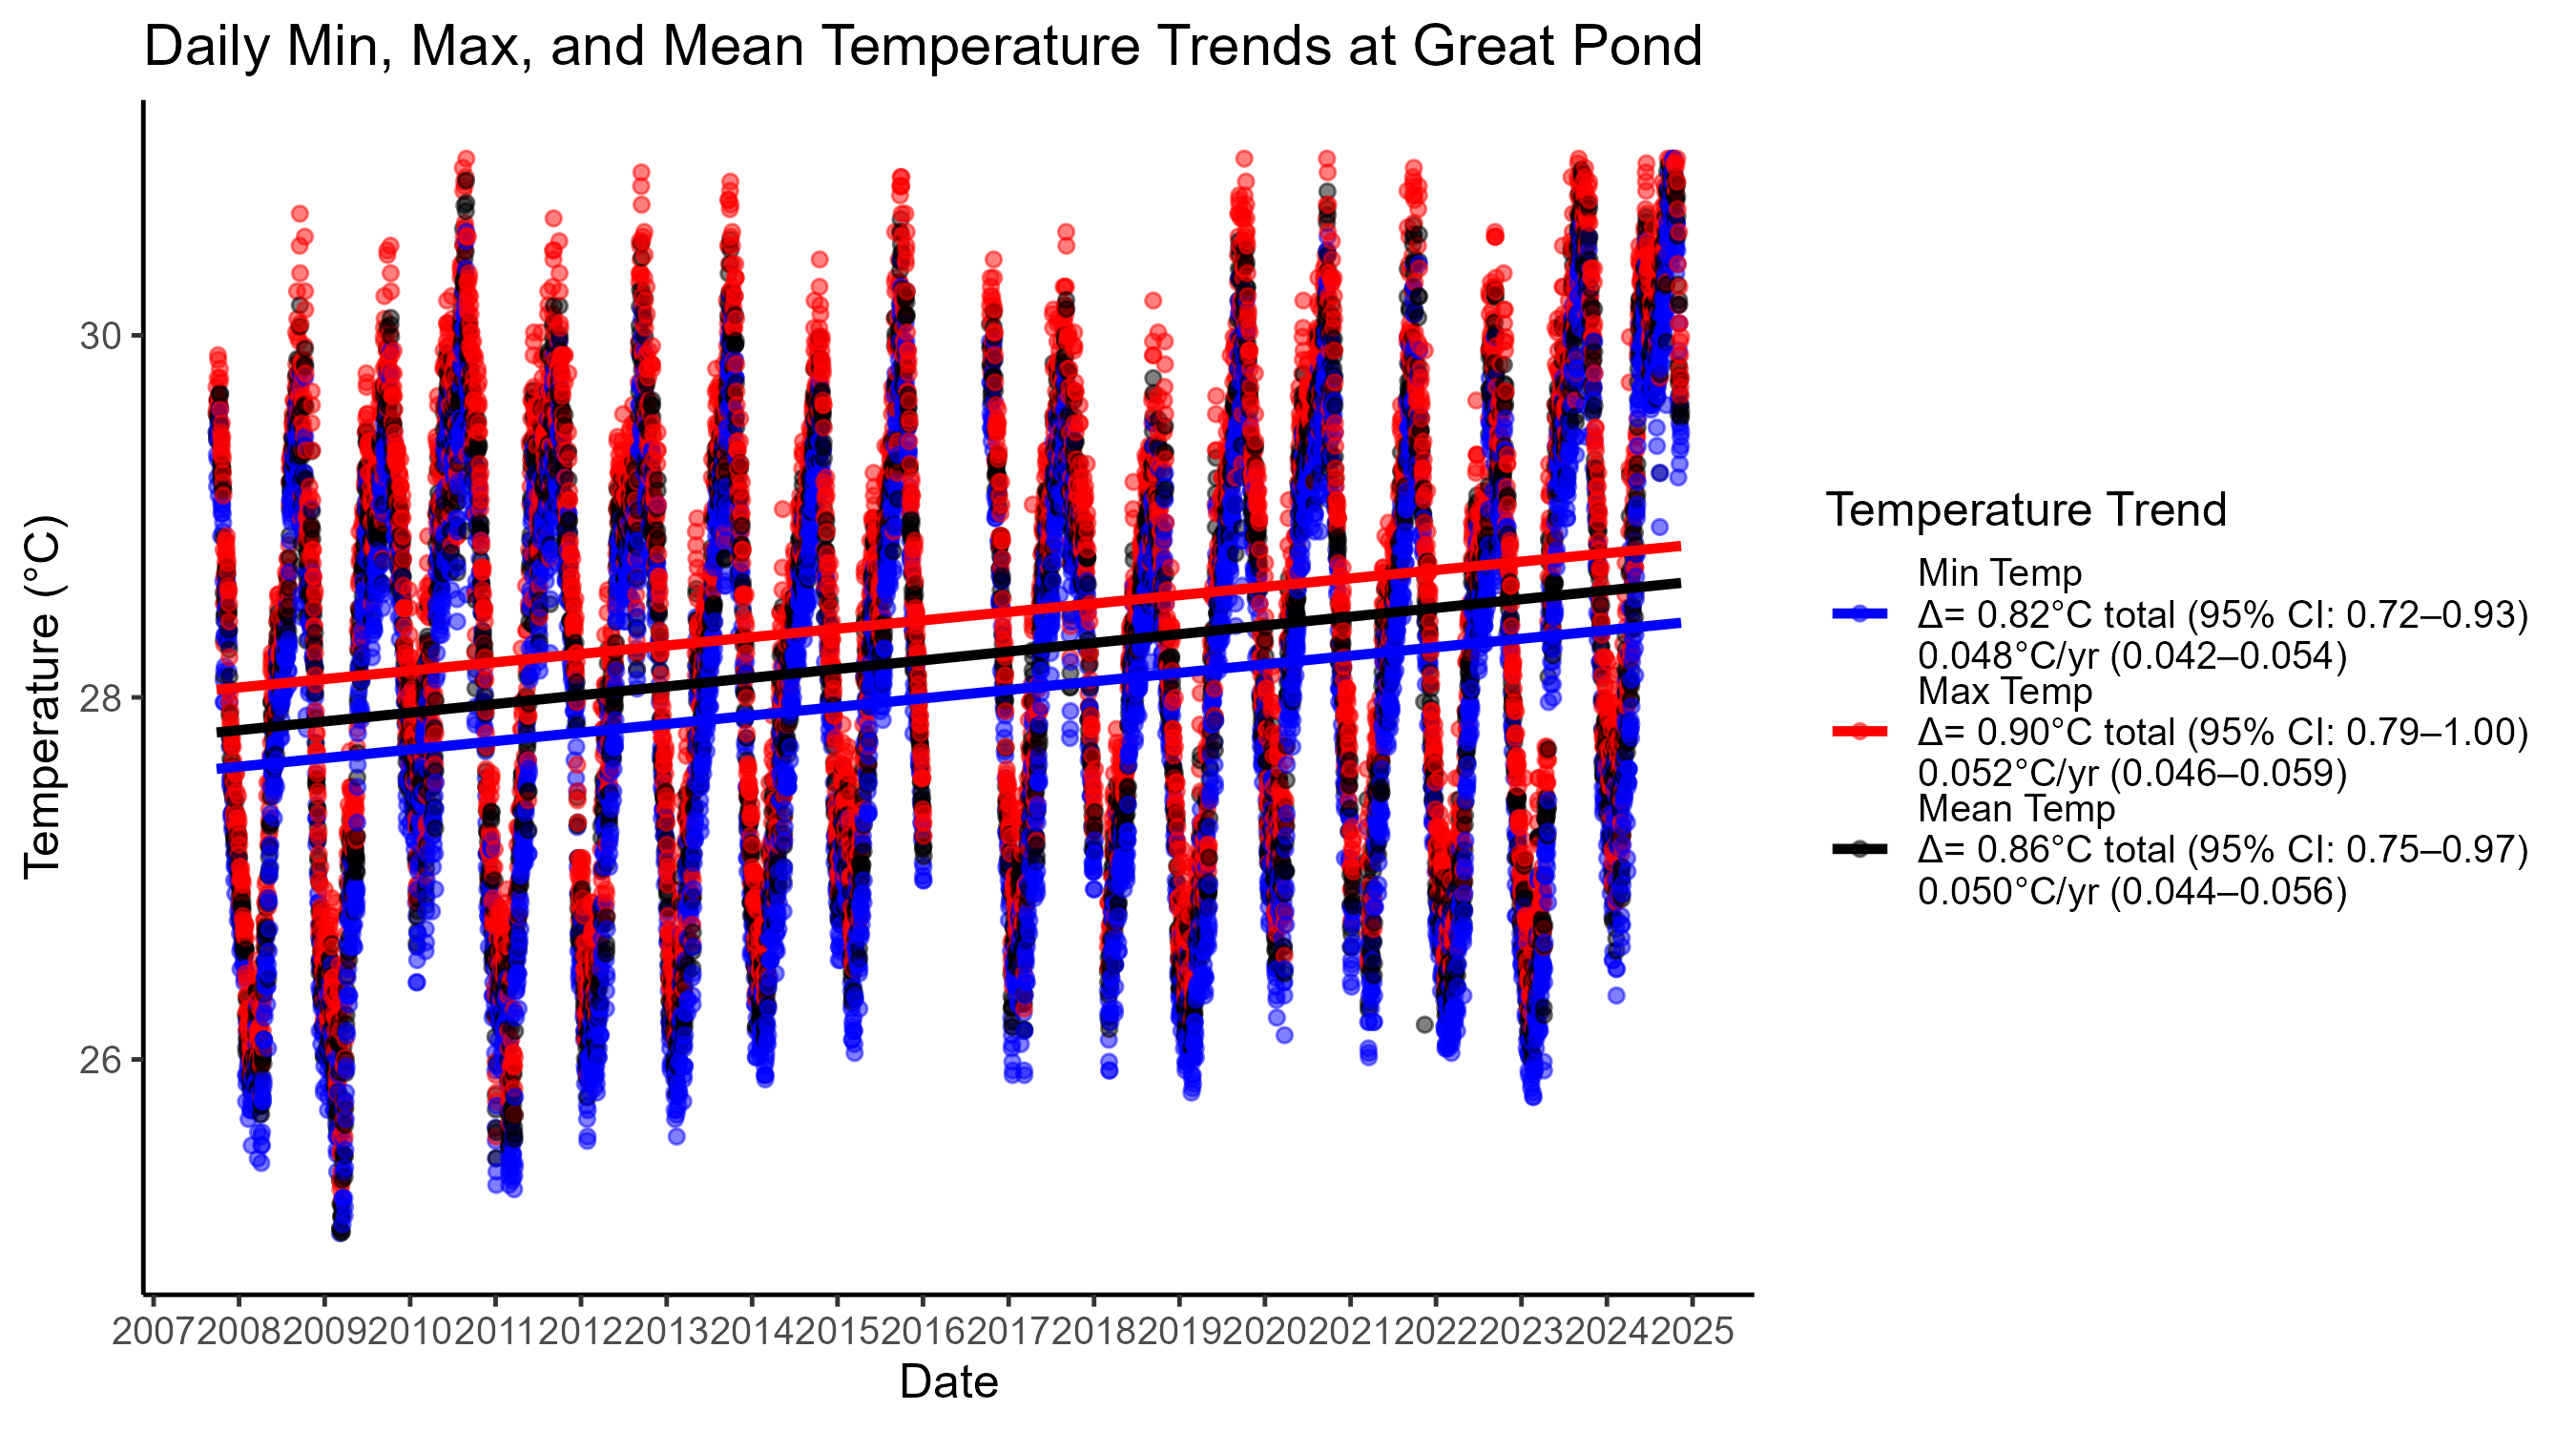 Daily Min, Max, and Mean Temperature Trends at Great Pond
Temperature (°C)
30
28
26
2007 2008 2009 2010 2011 2012 2013 2014 2015 2016 2017 2018 2019 2020 2021 2022 2023 2024 2025
Date
Temperature Trend
Min Temp
Δ= 0.82°C total (95% CI: 0.72–0.93)
0.048°C/yr (0.042–0.054)
Max Temp
Δ= 0.90°C total (95% CI: 0.79–1.00)
0.052°C/yr (0.046–0.059)
Mean Temp
Δ= 0.86°C total (95% CI: 0.75–0.97)
0.050°C/yr (0.044–0.056)